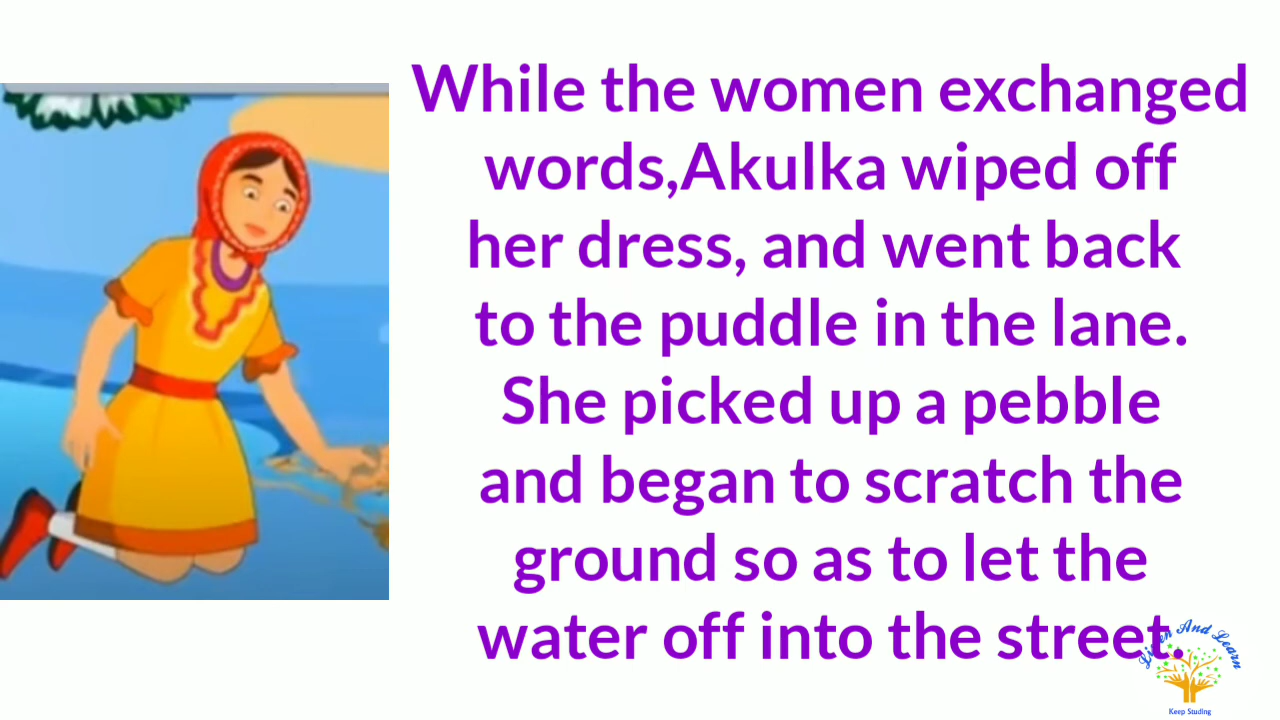 While the women exchanged
words,Akulka wiped off
her dress, and went back
to the puddle in the lane.
She picked up a pebble
and began to scratch the
ground so as to let the
water off into the street.
Listen And Learn
Keep Studing